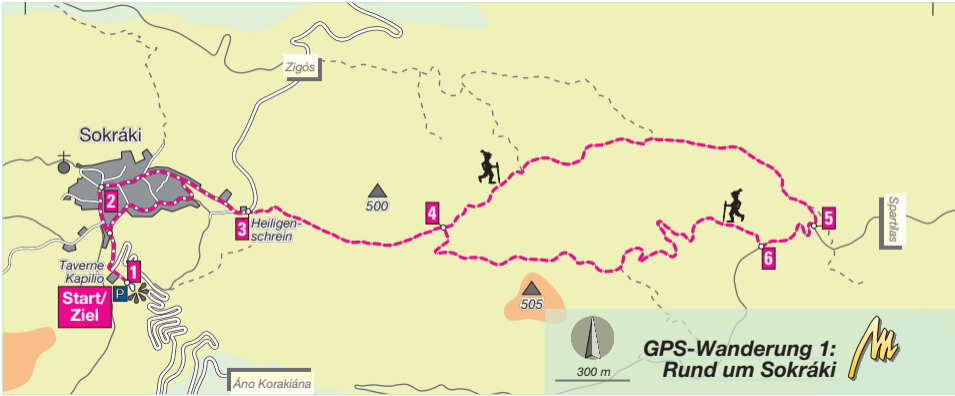 Zigós
Sokráki
500
2
4
5
3
Heiligen-
schrein
Spartílas
6
Taverne
Kapilio
1
P
Start/
Ziel
505
GPS-Wanderung 1:
Rund um Sokráki
300 m
Áno Korakiána